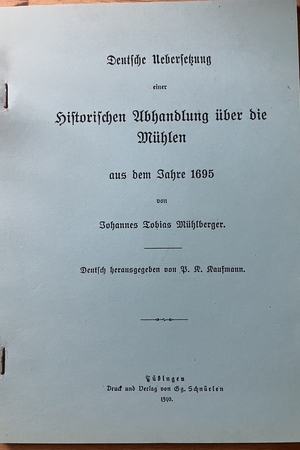 Deutsche Uebersetzung
einer
Historischen Abhandlung über die
Mühlen
aus dem Jahre 1695
von
Johannes Tobias Mühlberger.
Deutsch herausgegeben von P. K. Kaufmann.
Tübingen
Druck und Verlag von Gg. Schnürlen
1910.